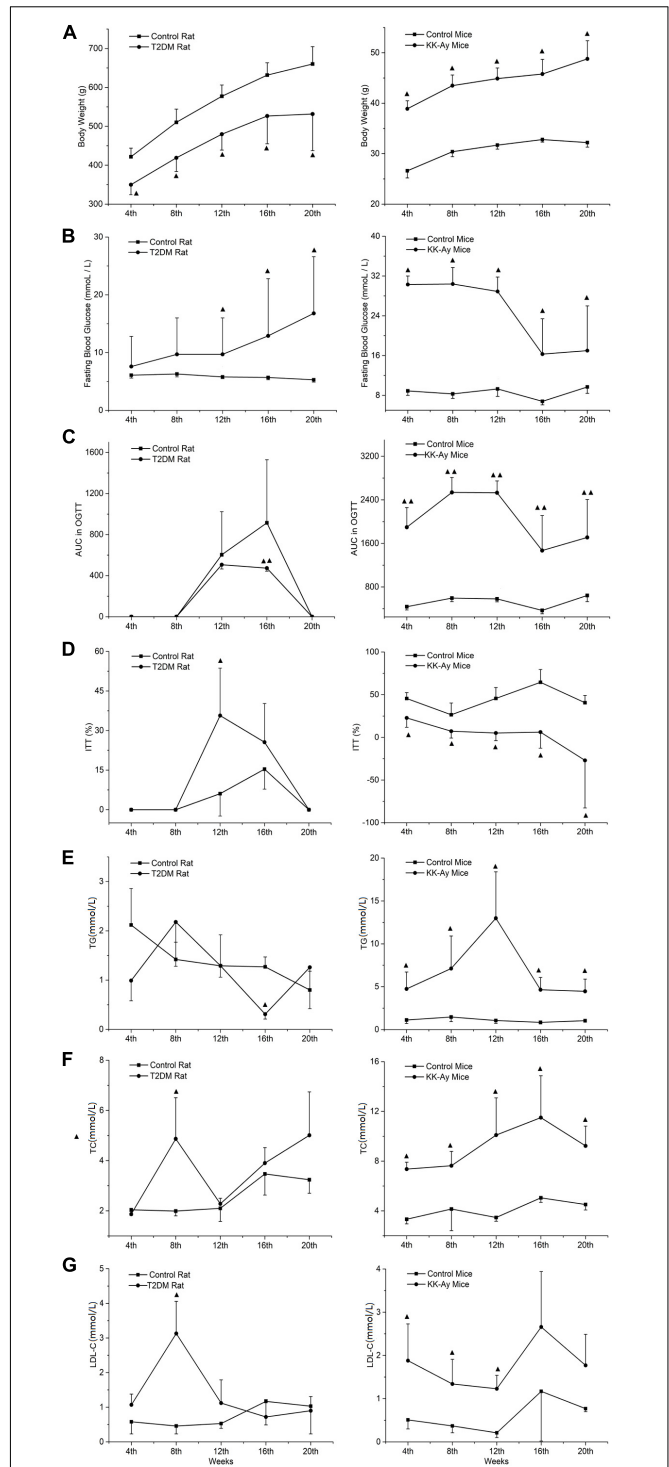 A
Control Rat
T2DM Rat
Body Weight (g)
700
600
500
400
300
4th 8th 12th 16th 20th
Control Mice
KK-Ay Mice
Body Weight (g)
60
50
40
30
20
4th 8th 12th 16th 20th
B
Control Rat
T2DM Rat
Fasting Blood Glucose (mmoL / L)
30
20
10
0
4th 8th 12th 16th 20th
Control Mice
KK-Ay Mice
Fasting Blood Glucose (mmoL / L)
40
32
24
16
8
4th 8th 12th 16th 20th
C
Control Rat
T2DM Rat
AUC in OGTT
1600
1200
800
400
0
4th 8th 12th 16th 20th
Control Mice
KK-Ay Mice
AUC in OGTT
3200
2400
1600
800
4th 8th 12th 16th 20th
D
Control Rat
T2DM Rat
ITT (%)
60
45
30
15
0
4th 8th 12th 16th 20th
Control Mice
KK-Ay Mice
ITT (%)
100
50
0
-50
-100
4th 8th 12th 16th 20th
E
Control Rat
T2DM Rat
TG(mmol/L)
3
2
1
0
4th 8th 12th 16th 20th
Control Mice
KK-Ay Mice
TG(mmol/L)
20
15
10
5
0
4th 8th 12th 16th 20th
F
Control Rat
T2DM Rat
TC(mmol/L)
8
6
4
2
4th 8th 12th 16th 20th
Control Mice
KK-Ay Mice
TC(mmol/L)
16
12
8
4
4th 8th 12th 16th 20th
G
Control Rat
T2DM Rat
LDL-C(mmol/L)
5
4
3
2
1
0
4th 8th 12th 16th 20th
Weeks
Control Mice
KK-Ay Mice
LDL-C(mmol/L)
4
3
2
1
0
4th 8th 12th 16th 20th
Weeks